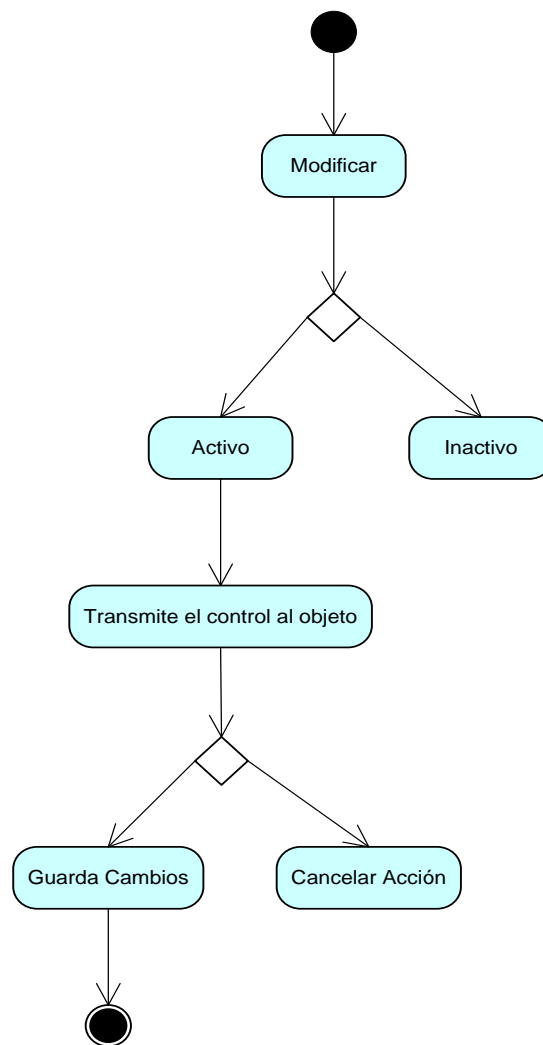 Modificar
Activo
Inactivo
Transmite el control al objeto
Guarda Cambios
Cancelar Acción